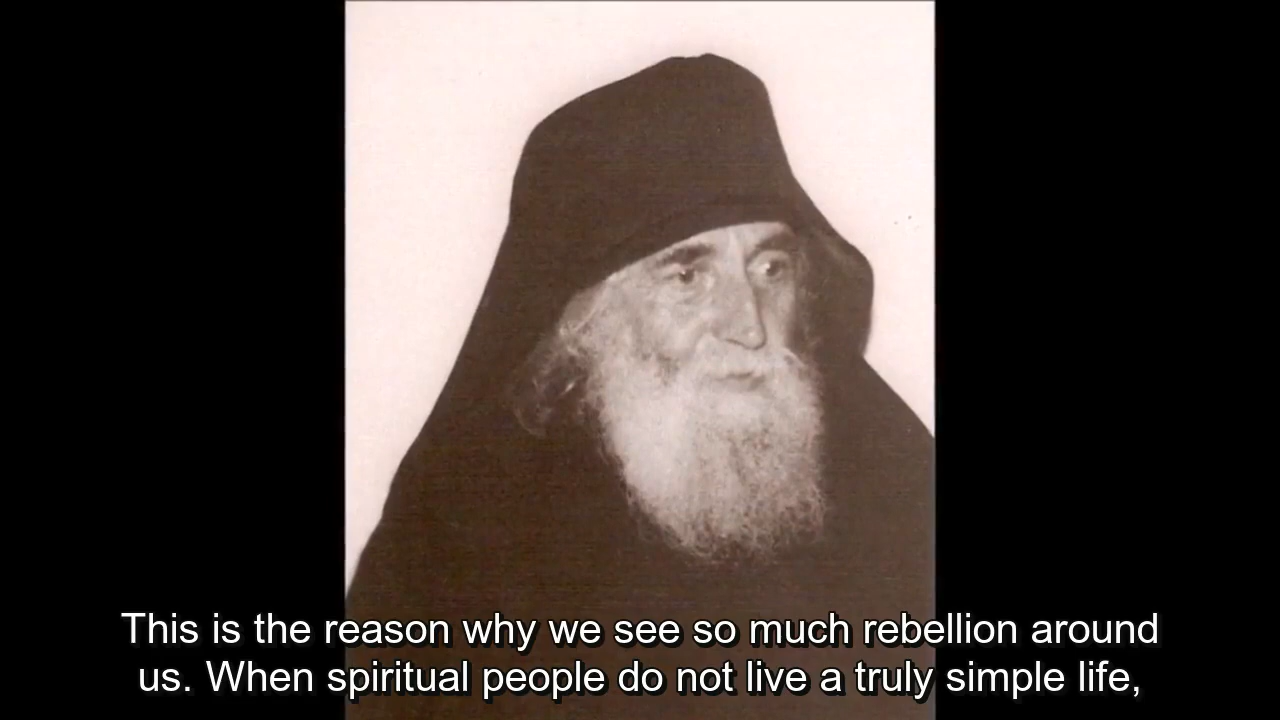 This is the reason why we see so much rebellion around
us. When spiritual people do not live a truly simple life,